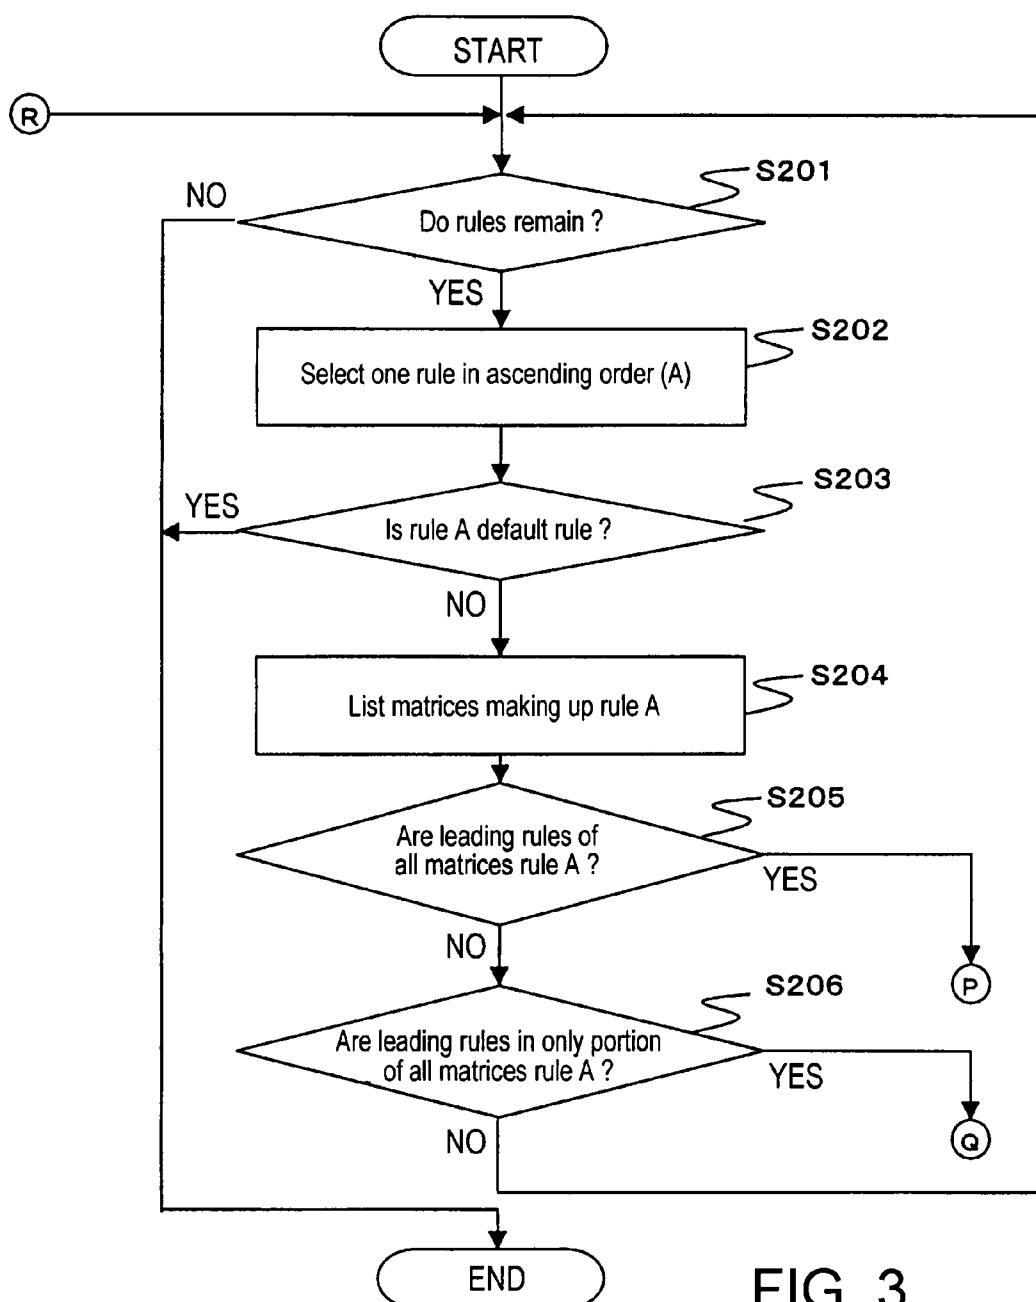 START
R
S201
NO
Do rules remain ?
YES
S202
Select one rule in ascending order (A)
S203
YES
Is rule A default rule ?
NO
S204
List matrices making up rule A
S205
Are leading rules of
all matrices rule A ?
YES
NO
P
S206
Are leading rules in only portion
of all matrices rule A ?
YES
NO
Q
END
FIG. 3